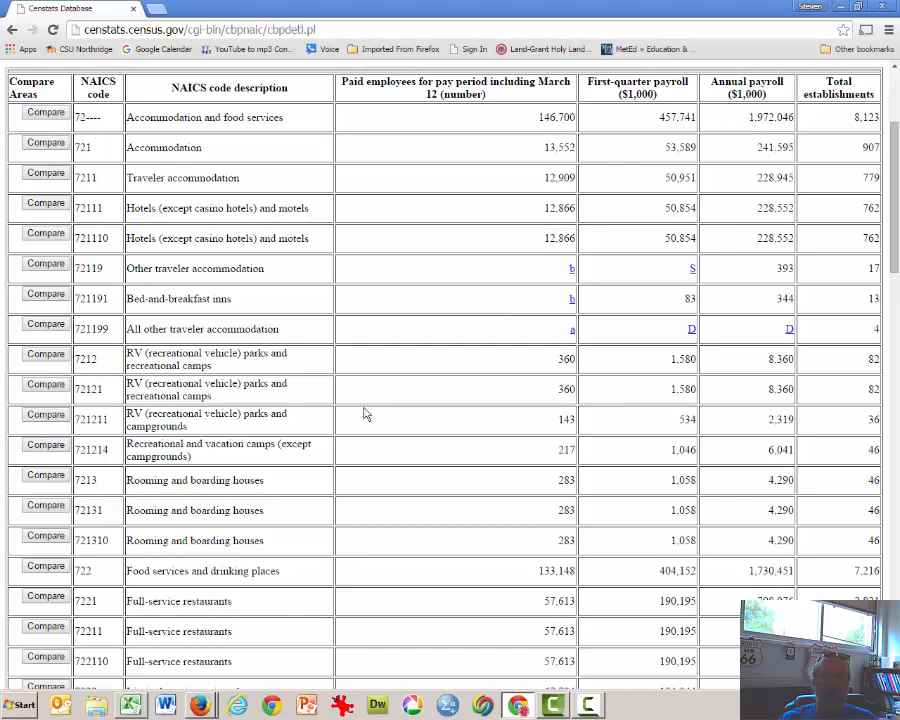 Censtats Database
Steven
censtats.census.gov/cgi-bin/cbpnaic/cbpdetl.pl
Apps CSU Northridge Google Calendar YouTube to mp3 Con... Voice Imported From Firefox Sign In Land-Grant Holy Land... MetEd » Education & ... Other bookmarks
Compare Areas NAICS code NAICS code description Paid employees for pay period including March 12 (number) First-quarter payroll ($1,000) Annual payroll ($1,000) Total establishments
Compare 72---- Accommodation and food services 146,700 457,741 1,972,046 8,123
Compare 721 Accommodation 13,552 53,589 241,595 907
Compare 7211 Traveler accommodation 12,909 50,951 228,945 779
Compare 72111 Hotels (except casino hotels) and motels 12,866 50,854 228,552 762
Compare 721110 Hotels (except casino hotels) and motels 12,866 50,854 228,552 762
Compare 72119 Other traveler accommodation b S 393 17
Compare 721191 Bed-and-breakfast inns b 83 344 13
Compare 721199 All other traveler accommodation a D D 4
Compare 7212 RV (recreational vehicle) parks and recreational camps 360 1,580 8,360 82
Compare 72121 RV (recreational vehicle) parks and recreational camps 360 1,580 8,360 82
Compare 721211 RV (recreational vehicle) parks and campgrounds 143 534 2,319 36
Compare 721214 Recreational and vacation camps (except campgrounds) 217 1,046 6,041 46
Compare 7213 Rooming and boarding houses 283 1,058 4,290 46
Compare 72131 Rooming and boarding houses 283 1,058 4,290 46
Compare 721310 Rooming and boarding houses 283 1,058 4,290 46
Compare 722 Food services and drinking places 133,148 404,152 1,730,451 7,216
Compare 7221 Full-service restaurants 57,613 190,195
Compare 72211 Full-service restaurants 57,613 190,195
Compare 722110 Full-service restaurants 57,613 190,195
Compare
US
66
Start
Dw